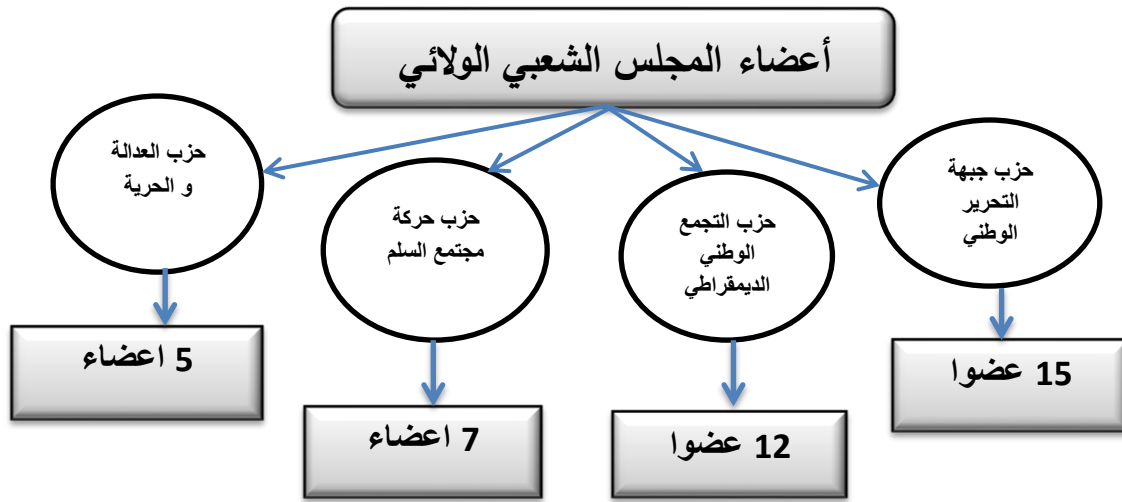 أعضاء المجلس الشعبي الولائي
حزب جبهة
التحرير
الوطني
حزب التجمع
الوطني
الديمقراطي
حزب حركة
مجتمع السلم
حزب العدالة
و الحرية
15 عضوا
12 عضوا
7 اعضاء
5 اعضاء